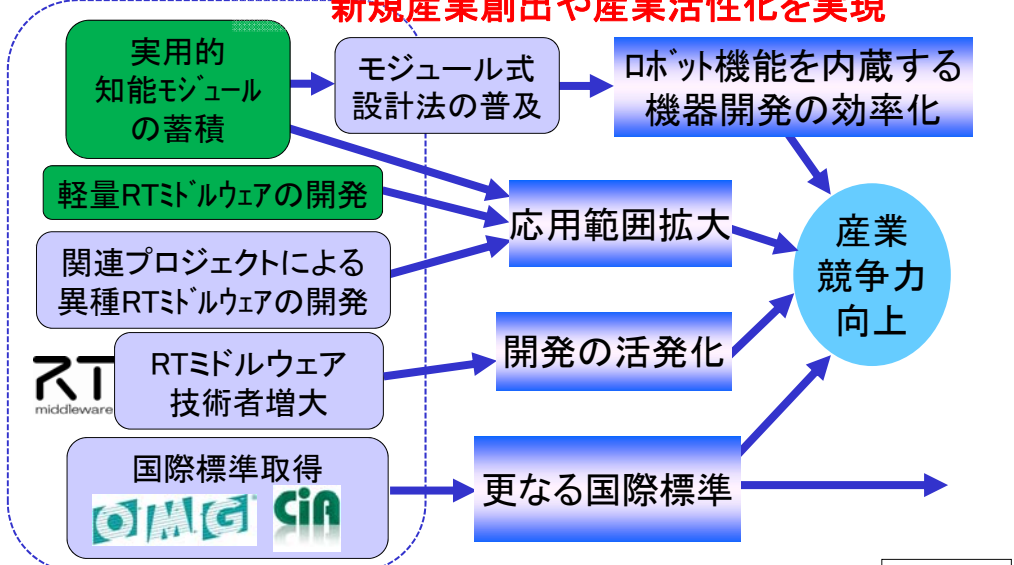 新規産業創出や産業活性化を実現
実用的
知能ﾓｼﾞｭｰﾙ
の蓄積
モジュール式
設計法の普及
ﾛﾎﾞｯﾄ機能を内蔵する
機器開発の効率化
軽量RTﾐﾄﾞﾙｳｪｱの開発
応用範囲拡大
産業
競争力
向上
関連プロジェクトによる
異種RTﾐﾄﾞﾙｳｪｱの開発
開発の活発化
RT
middleware
RTミドルウェア
技術者増大
国際標準取得
OMG
CiA
更なる国際標準